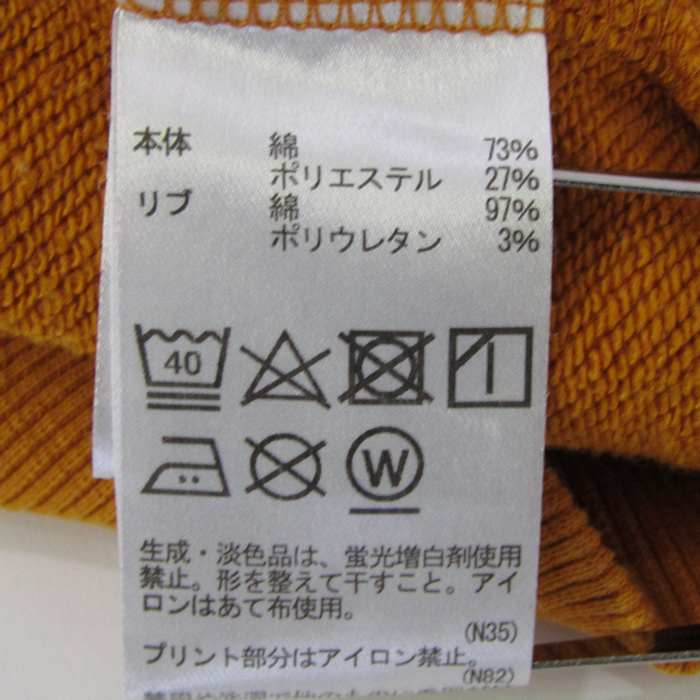 本体 綿 73%
ポリエステル 27%
リブ 綿 97%
ポリウレタン 3%
40
W
生成・淡色品は、蛍光増白剤使用
禁止。形を整えて干すこと。アイ
ロンはあて布使用。
(N35)
プリント部分はアイロン禁止。
(N82)